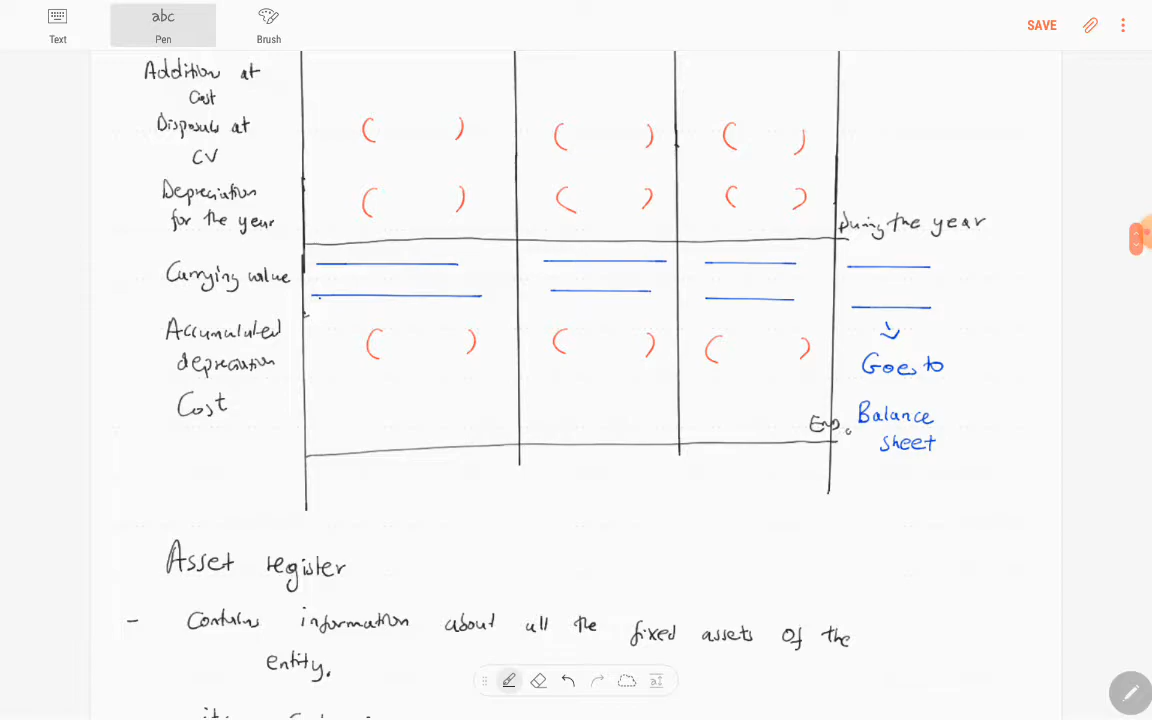 Text
abc
Pen
Brush
SAVE
Addition at
Cost
Disposals at
CV
Depreciation
for the year
During the year
Carrying value
Accumulated
depreciation
Goes to
Cost
End.
Balance
sheet
Asset register
- Contains information about all the fixed assets of the
entity.